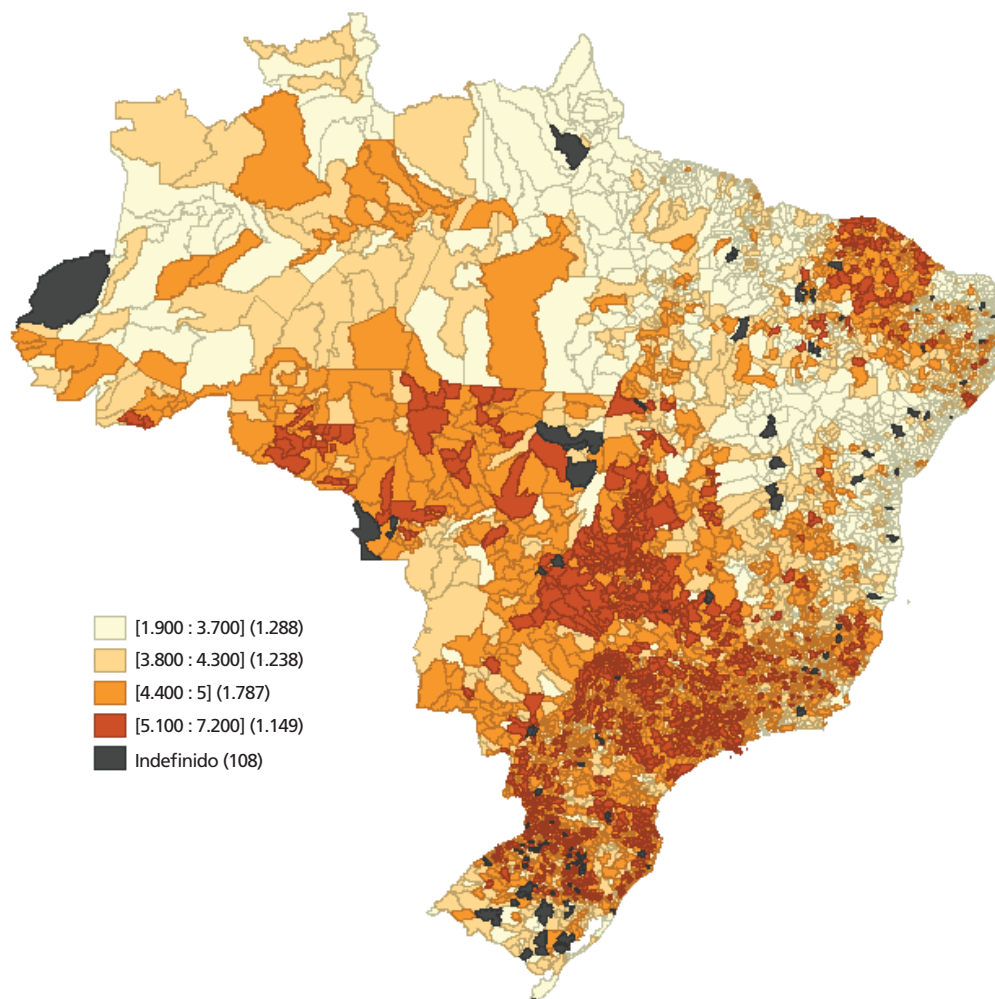 [1.900 : 3.700] (1.288)
[3.800 : 4.300] (1.238)
[4.400 : 5] (1.787)
[5.100 : 7.200] (1.149)
Indefinido (108)